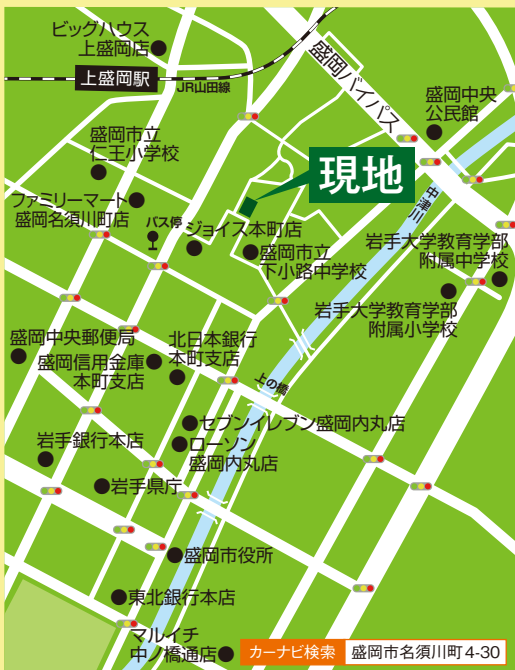 ビッグハウス
上盛岡店
上盛岡駅
JR山田線
盛岡バイパス
盛岡中央
公民館
盛岡市立
仁王小学校
現地
中津川
ファミリーマート
盛岡名須川町店
バス停
ジョイス本町店
盛岡市立
下小路中学校
岩手大学教育学部
附属中学校
岩手大学教育学部
附属小学校
盛岡中央郵便局
盛岡信用金庫
本町支店
北日本銀行
本町支店
上の橋
セブンイレブン盛岡内丸店
ローソン
盛岡内丸店
岩手銀行本店
岩手県庁
盛岡市役所
東北銀行本店
マルイチ
中ノ橋通店
カーナビ検索 盛岡市名須川町4-30